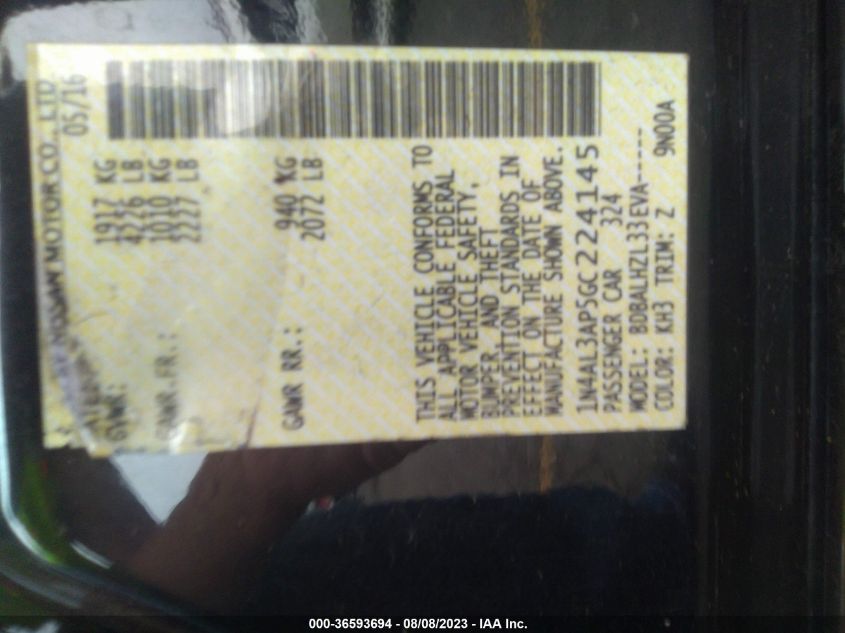 NISSAN MOTOR CO., LTD
05/16
GVWR: 1917 KG
4226 LB
GAWR.FR.: 1010 KG
2227 LB
GAWR RR.: 940 KG
2072 LB
THIS VEHICLE CONFORMS TO
ALL APPLICABLE FEDERAL
MOTOR VEHICLE SAFETY,
BUMPER, AND THEFT
PREVENTION STANDARDS IN
EFFECT ON THE DATE OF
MANUFACTURE SHOWN ABOVE.
1N4AL3AP5GC224145
PASSENGER CAR 324
MODEL: BDBALHZL33EVA-----
COLOR: KH3 TRIM: Z 9N00A
000-36593694 - 08/08/2023 - IAA Inc.